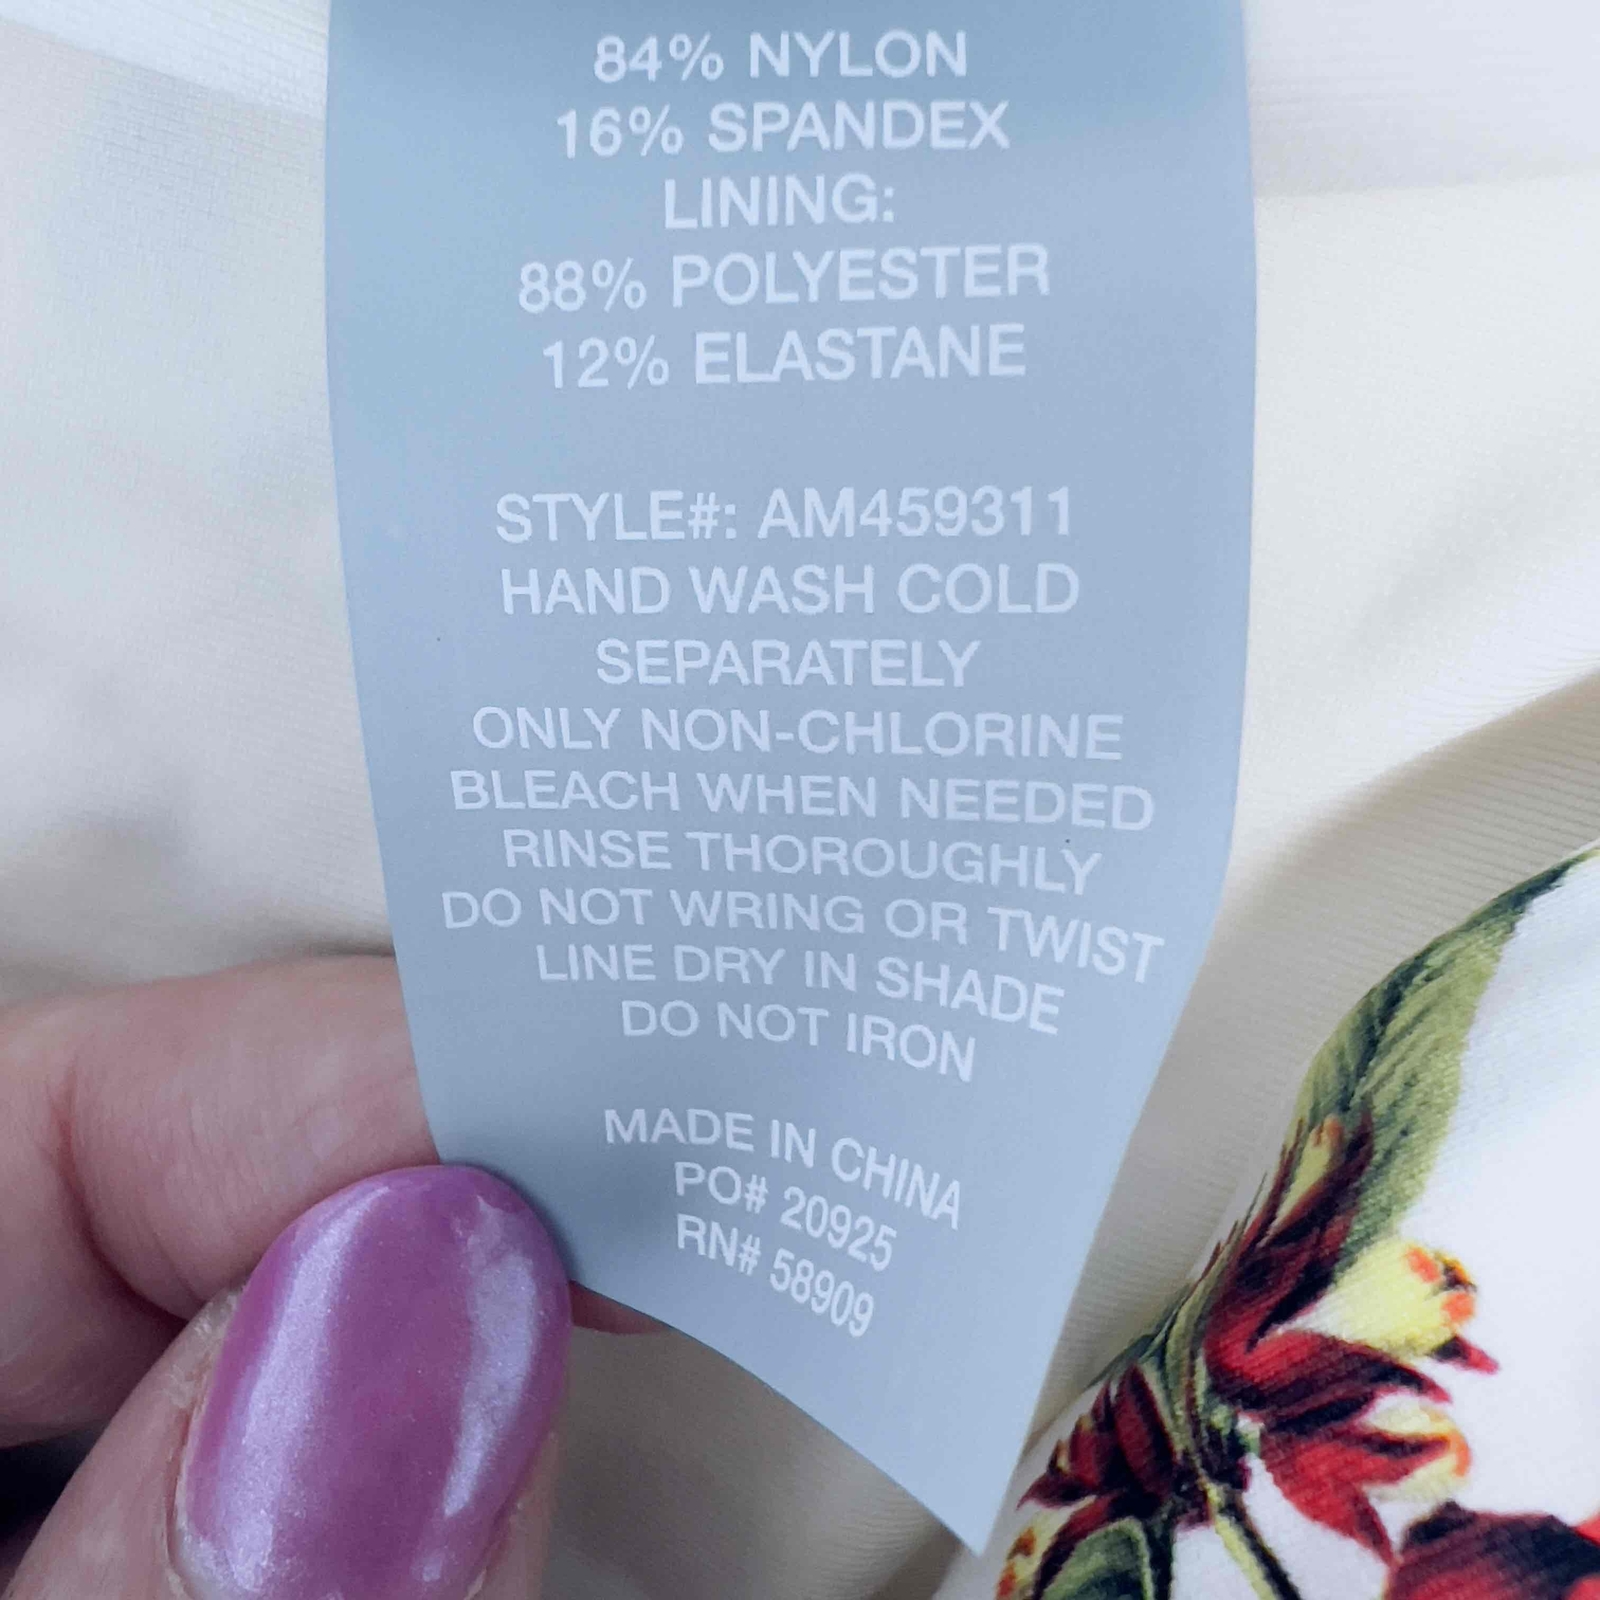 84% NYLON
16% SPANDEX
LINING:
88% POLYESTER
12% ELASTANE
STYLE#: AM459311
HAND WASH COLD
SEPARATELY
ONLY NON-CHLORINE
BLEACH WHEN NEEDED
RINSE THOROUGHLY
DO NOT WRING OR TWIST
LINE DRY IN SHADE
DO NOT IRON
MADE IN CHINA
PO# 20925
RN# 58909